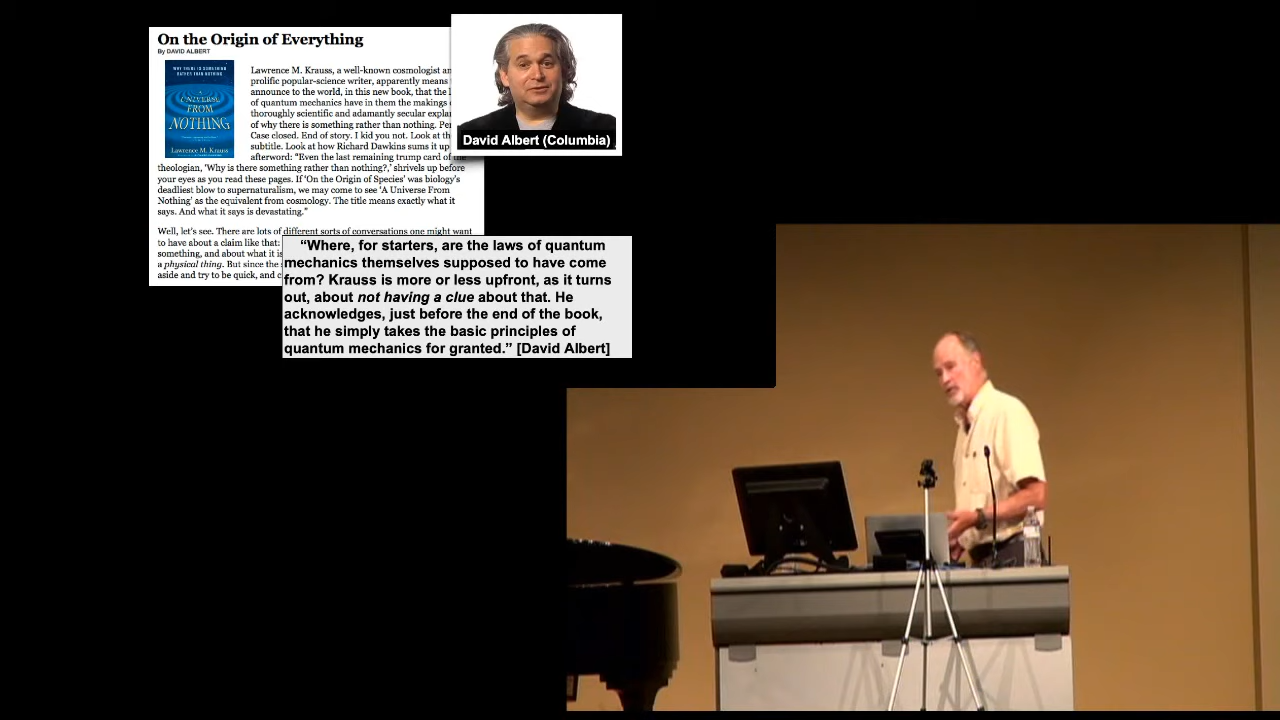 On the Origin of Everything
By DAVID ALBERT
WHY THERE IS SOMETHING
RATHER THAN NOTHING
A
UNIVERSE
FROM
NOTHING
Lawrence M. Krauss
Lawrence M. Krauss, a well-known cosmologist an
prolific popular-science writer, apparently means
announce to the world, in this new book, that the l
of quantum mechanics have in them the makings
thoroughly scientific and adamantly secular expla
of why there is something rather than nothing. Per
Case closed. End of story. I kid you not. Look at th
subtitle. Look at how Richard Dawkins sums it up
afterword: “Even the last remaining trump card of the
theologian, ‘Why is there something rather than nothing?,’ shrivels up before
your eyes as you read these pages. If ‘On the Origin of Species’ was biology’s
deadliest blow to supernaturalism, we may come to see ‘A Universe From
Nothing’ as the equivalent from cosmology. The title means exactly what it
says. And what it says is devastating.”
Well, let’s see. There are lots of different sorts of conversations one might want
to have about a claim like that:
something, and about what it is
a physical thing. But since the
aside and try to be quick, and c
David Albert (Columbia)
“Where, for starters, are the laws of quantum
mechanics themselves supposed to have come
from? Krauss is more or less upfront, as it turns
out, about not having a clue about that. He
acknowledges, just before the end of the book,
that he simply takes the basic principles of
quantum mechanics for granted.” [David Albert]